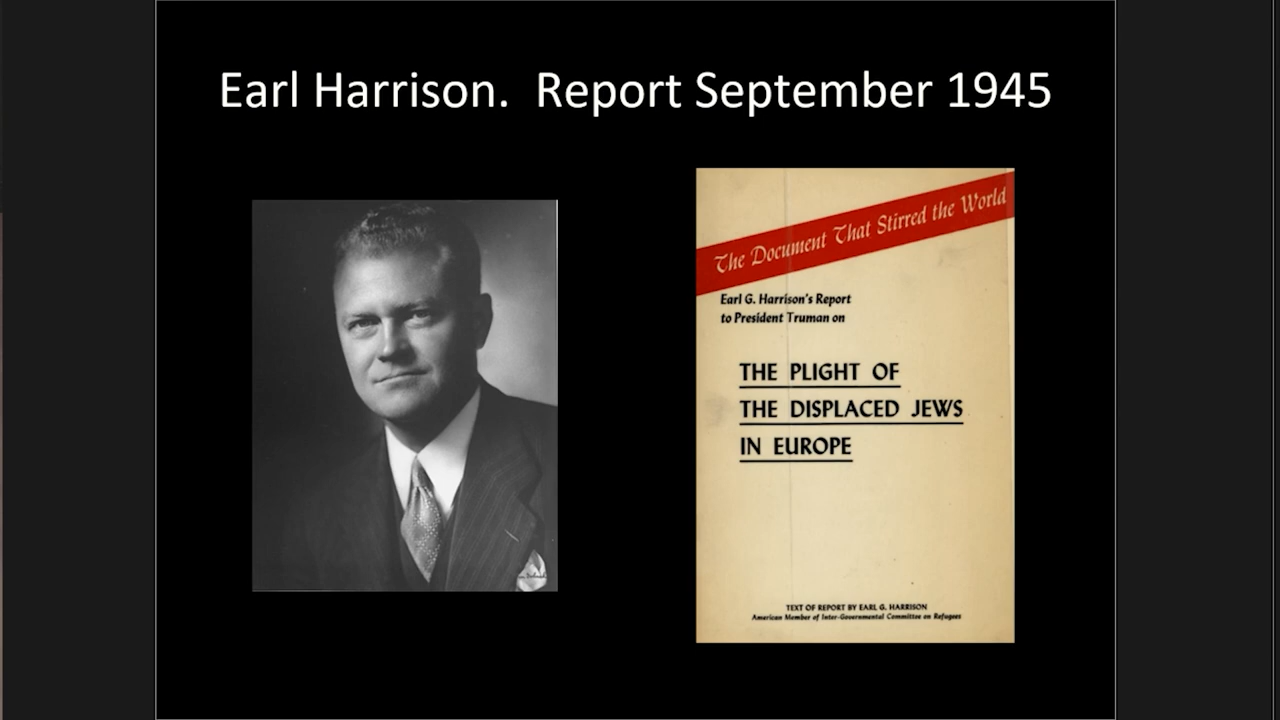 Earl Harrison. Report September 1945
The Document That Stirred the World
Earl G. Harrison's Report
to President Truman on
THE PLIGHT OF
THE DISPLACED JEWS
IN EUROPE
TEXT OF REPORT BY EARL G. HARRISON
American Member of Inter-Governmental Committee on Refugees